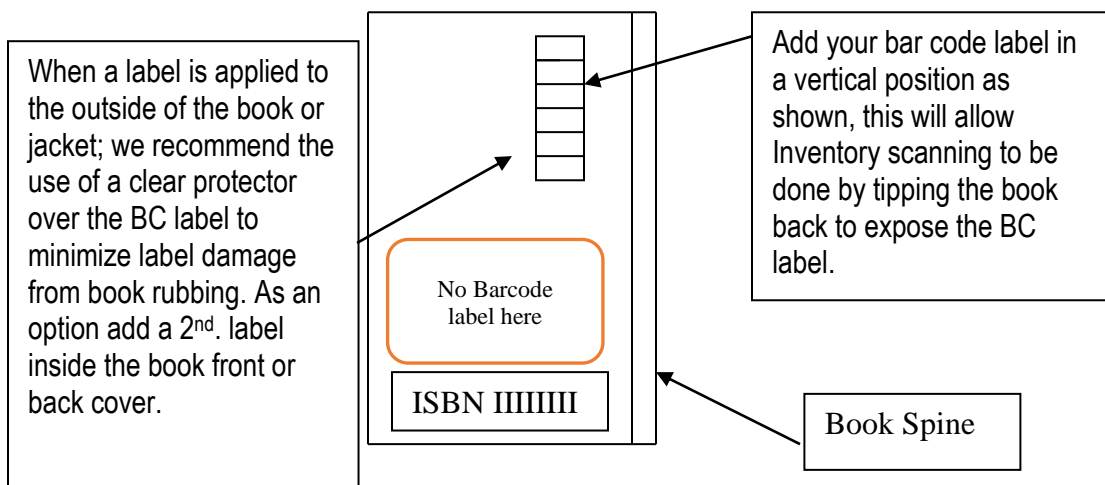 When a label is applied to
the outside of the book or
jacket; we recommend the
use of a clear protector
over the BC label to
minimize label damage
from book rubbing. As an
option add a 2nd. label
inside the book front or
back cover.
No Barcode
label here
ISBN IIIIIIII
Add your bar code label in
a vertical position as
shown, this will allow
Inventory scanning to be
done by tipping the book
back to expose the BC
label.
Book Spine